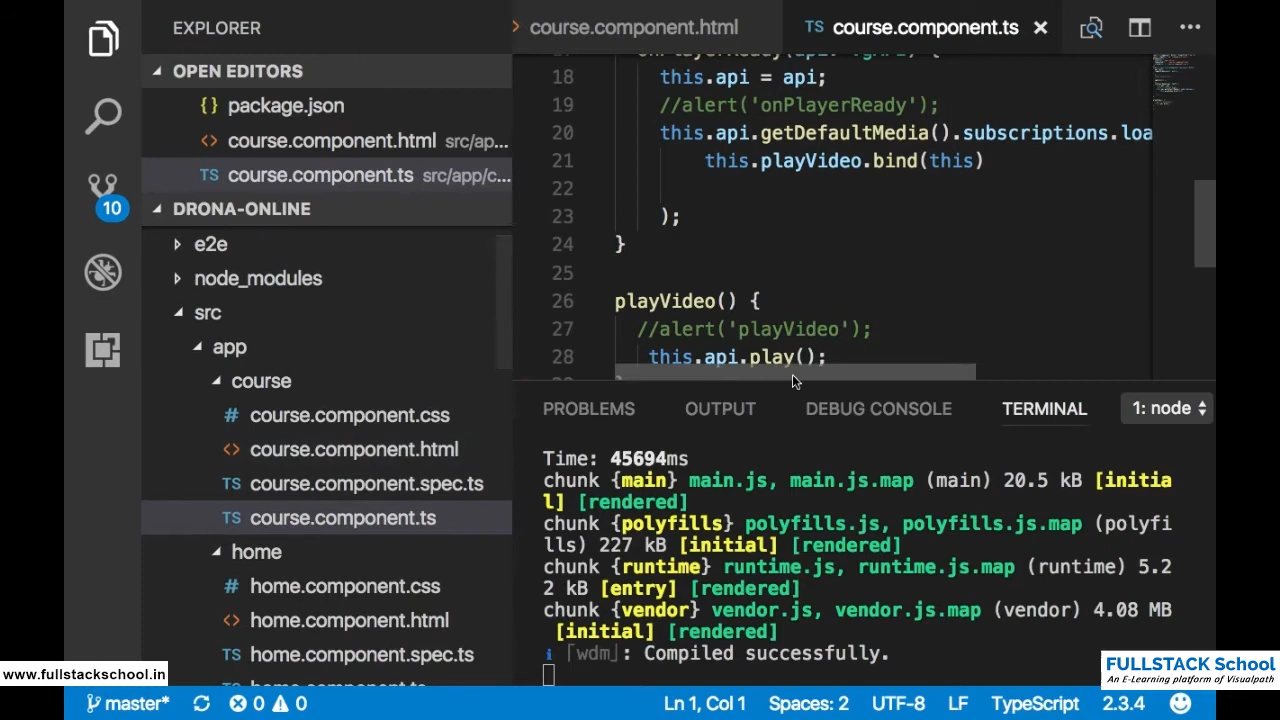 EXPLORER
OPEN EDITORS
{} package.json
<> course.component.html src/ap...
TS course.component.ts src/app/c...
10
DRONA-ONLINE
e2e
node_modules
src
app
course
# course.component.css
<> course.component.html
TS course.component.spec.ts
TS course.component.ts
home
# home.component.css
<> home.component.html
TS home.component.spec.ts
course.component.html
TS course.component.ts
18 this.api = api;
19 //alert('onPlayerReady');
20 this.api.getDefaultMedia().subscriptions.loa
21 this.playVideo.bind(this)
22
23 );
24 }
25
26 playVideo() {
27 //alert('playVideo');
28 this.api.play();
PROBLEMS OUTPUT DEBUG CONSOLE TERMINAL 1: node
Time: 45694ms
chunk {main} main.js, main.js.map (main) 20.5 kB [initia
l] [rendered]
chunk {polyfills} polyfills.js, polyfills.js.map (polyfi
lls) 227 kB [initial] [rendered]
chunk {runtime} runtime.js, runtime.js.map (runtime) 5.2
2 kB [entry] [rendered]
chunk {vendor} vendor.js, vendor.js.map (vendor) 4.08 MB
[initial] [rendered]
i ｢wdm｣: Compiled successfully.
www.fullstackschool.in
FULLSTACK School
An E-Learning platform of Visualpath
master* 0 0 Ln 1, Col 1 Spaces: 2 UTF-8 LF TypeScript 2.3.4